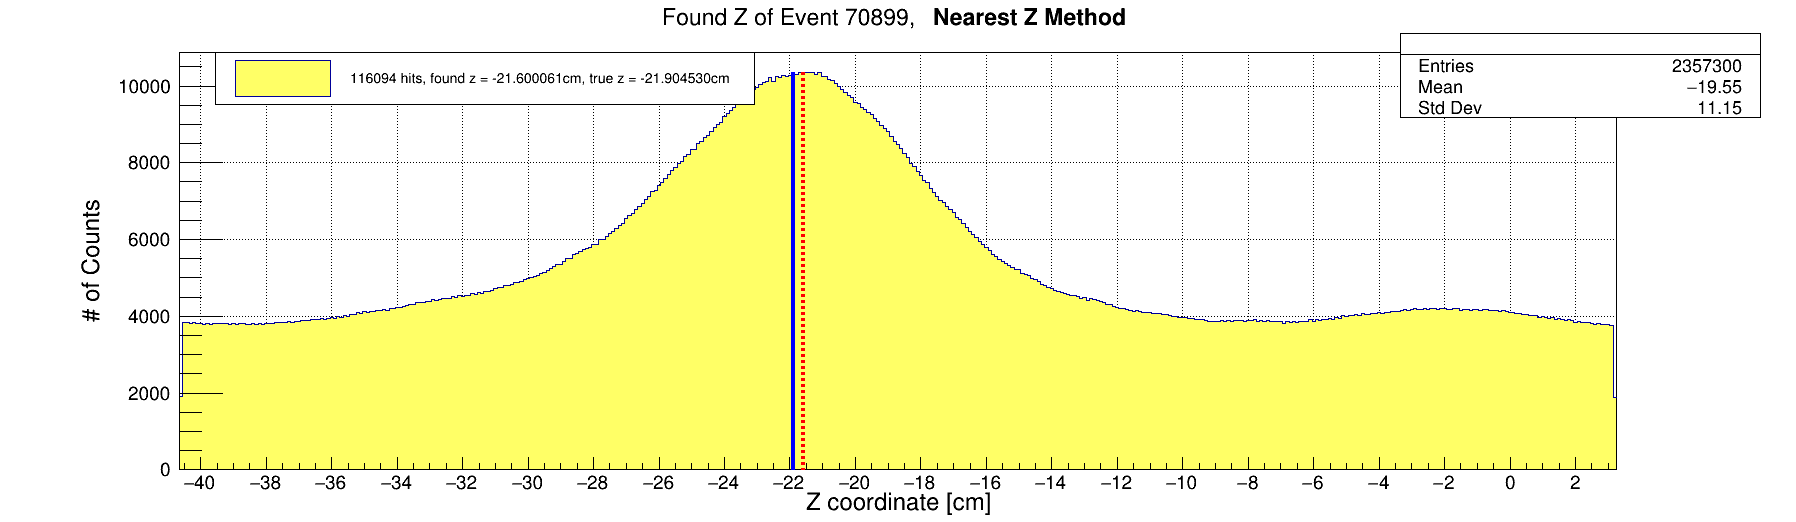 Found Z of Event 70899, Nearest Z Method
116094 hits, found z = -21.600061cm, true z = -21.904530cm
Entries 2357300
Mean −19.55
Std Dev 11.15
# of Counts
10000
8000
6000
4000
2000
0
−40 −38 −36 −34 −32 −30 −28 −26 −24 −22 −20 −18 −16 −14 −12 −10 −8 −6 −4 −2 0 2
Z coordinate [cm]